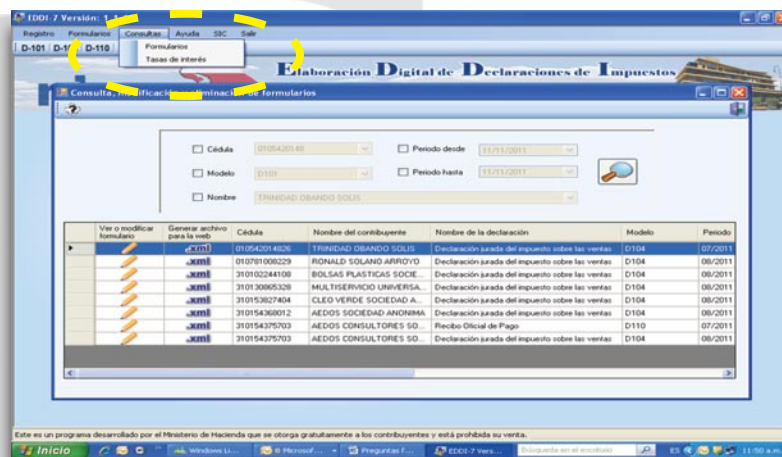 EDDI-7 Versión: 1.1
Registro Formularios Consultas Ayuda SIC Salir
D-101 D-1 D-110
Formularios
Tasas de interés
Elaboración Digital de Declaraciones de Impuestos
Consulta, modificación eliminación de formularios
Cédula 0105420148 Periodo desde 11/11/2011
Modelo D101 Periodo hasta 11/11/2011
Nombre TRINIDAD OBANDO SOLIS
Ver o modificar formulario Generar archivo para la web Cédula Nombre del contribuyente Nombre de la declaración Modelo Periodo
.xml 010542014826 TRINIDAD OBANDO SOLIS Declaración jurada del impuesto sobre las ventas D104 07/2011
.xml 010781008229 RONALD SOLANO ARROYO Declaración jurada del impuesto sobre las ventas D104 08/2011
.xml 310102244108 BOLSAS PLASTICAS SOCIE... Declaración jurada del impuesto sobre las ventas D104 08/2011
.xml 310130865328 MULTISERVICIO UNIVERSA... Declaración jurada del impuesto sobre las ventas D104 08/2011
.xml 310153827404 CLEO VERDE SOCIEDAD A... Declaración jurada del impuesto sobre las ventas D104 08/2011
.xml 310154368012 AEDOS SOCIEDAD ANONIMA Declaración jurada del impuesto sobre las ventas D104 08/2011
.xml 310154375703 AEDOS CONSULTORES SO... Recibo Oficial de Pago D110 07/2011
.xml 310154375703 AEDOS CONSULTORES SO... Declaración jurada del impuesto sobre las ventas D104 08/2011
Este es un programa desarrollado por el Ministerio de Hacienda que se otorga gratuitamente a los contribuyentes y está prohibida su venta.
Inicio Windows Li... 8 Microsof... Preguntas f... EDDI-7 Vers... Búsqueda en el escritorio ES 11:50 a.m.